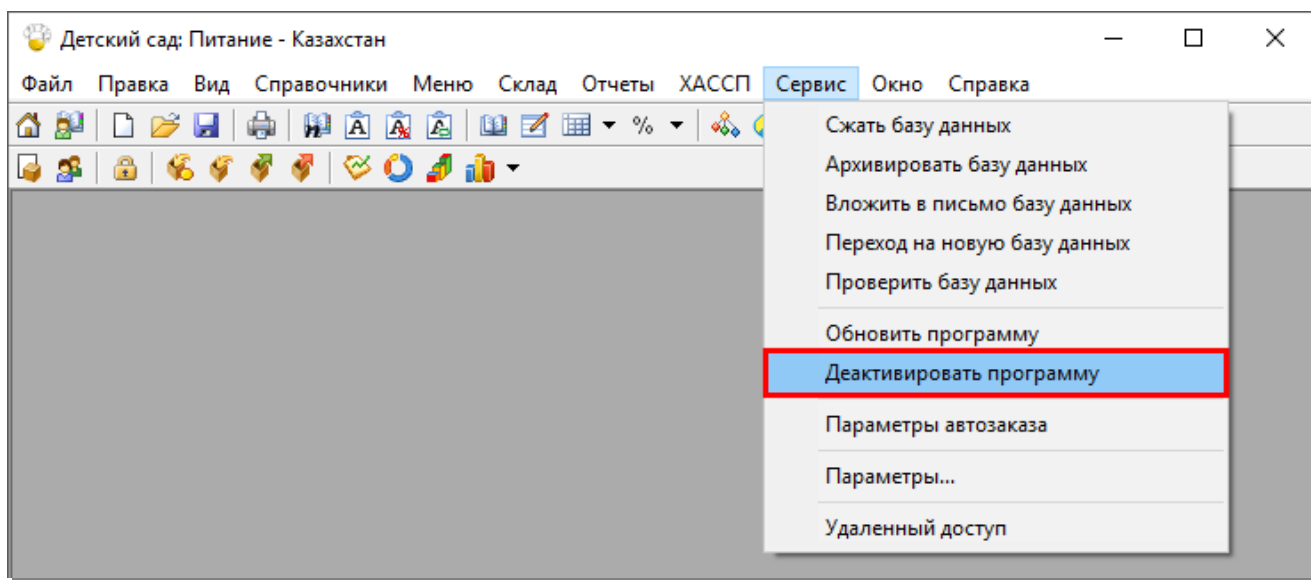 Детский сад: Питание - Казахстан
Файл Правка Вид Справочники Меню Склад Отчеты ХАССП Сервис Окно Справка
%
Сжать базу данных
Архивировать базу данных
Вложить в письмо базу данных
Переход на новую базу данных
Проверить базу данных
Обновить программу
Деактивировать программу
Параметры автозаказа
Параметры...
Удаленный доступ